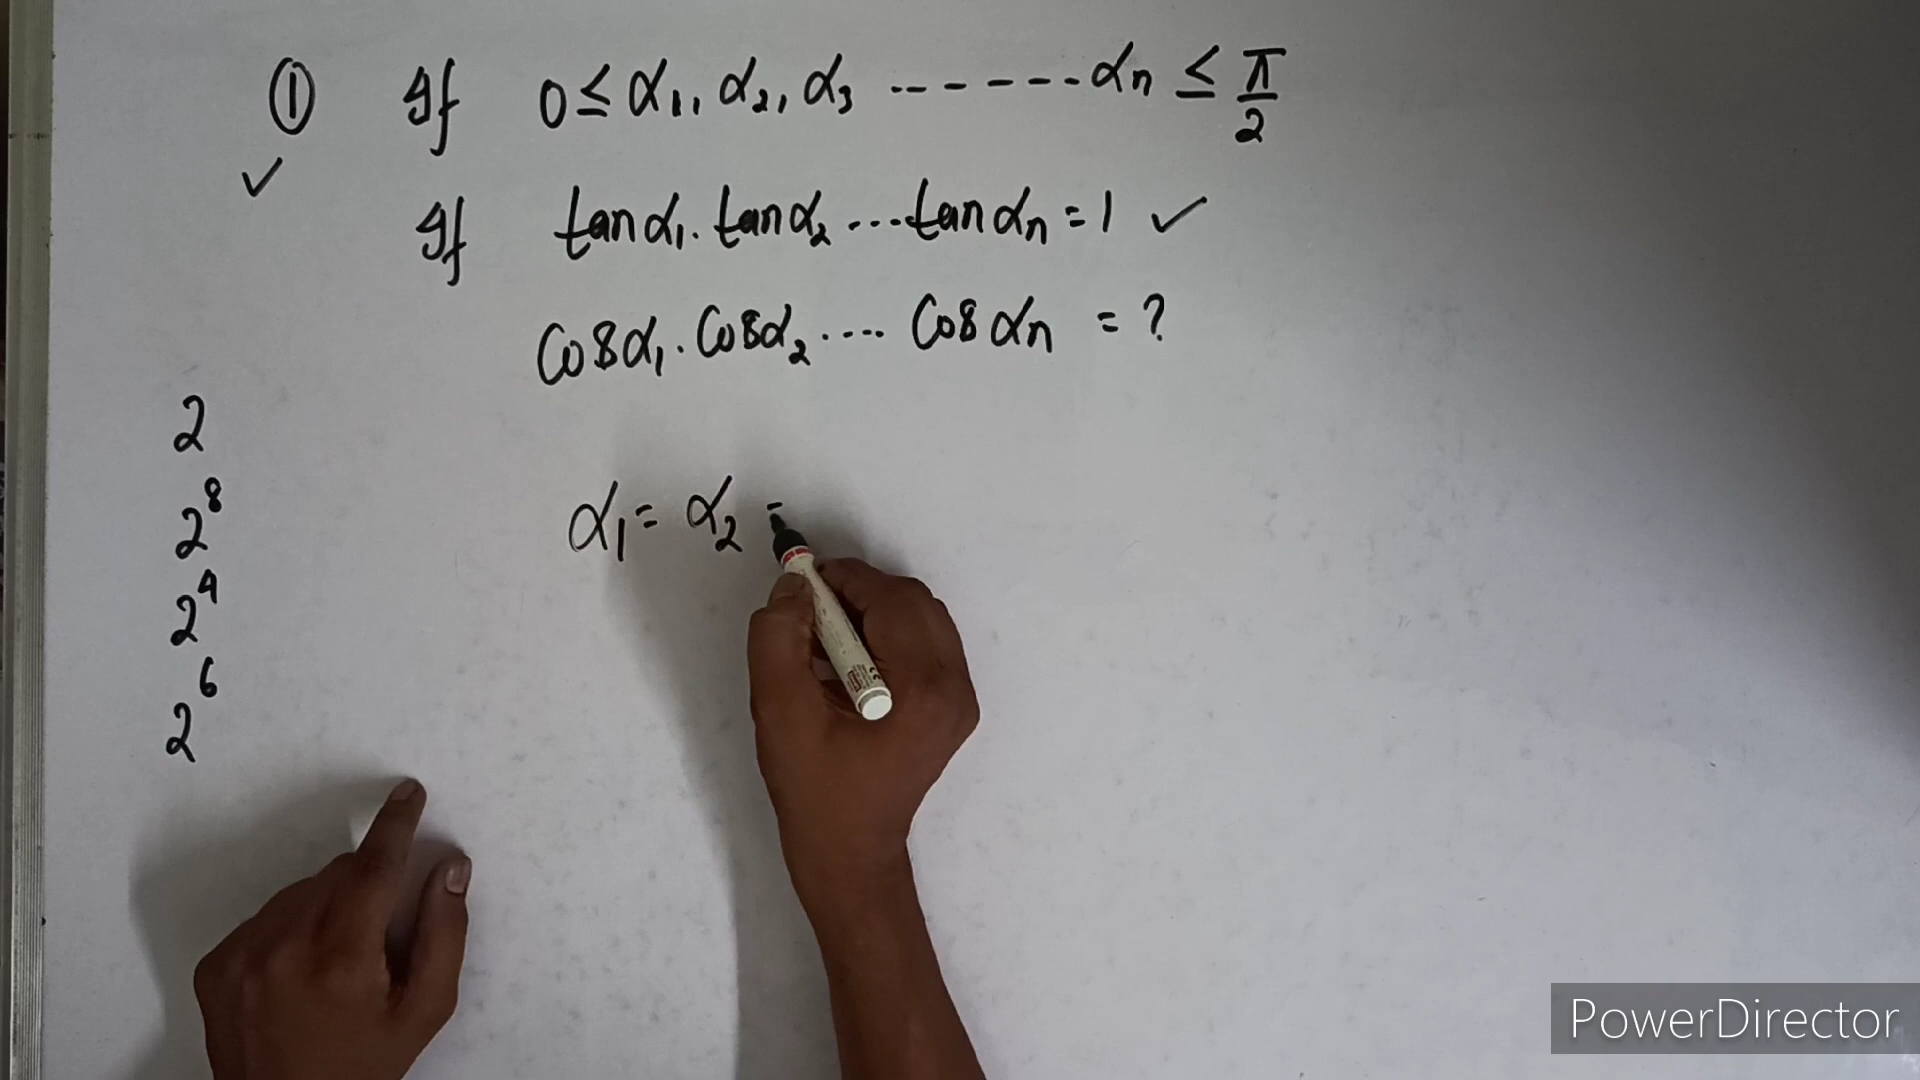 ① If 0 ≤ α₁, α₂, α₃ ------- αn ≤ π/2
✓
If tanα₁. tanα₂ ... tanαn = 1 ✓
Cosα₁. Cosα₂ .... Cosαn = ?
2
2⁸
2⁴
2⁶
α₁ = α₂ =
PowerDirector